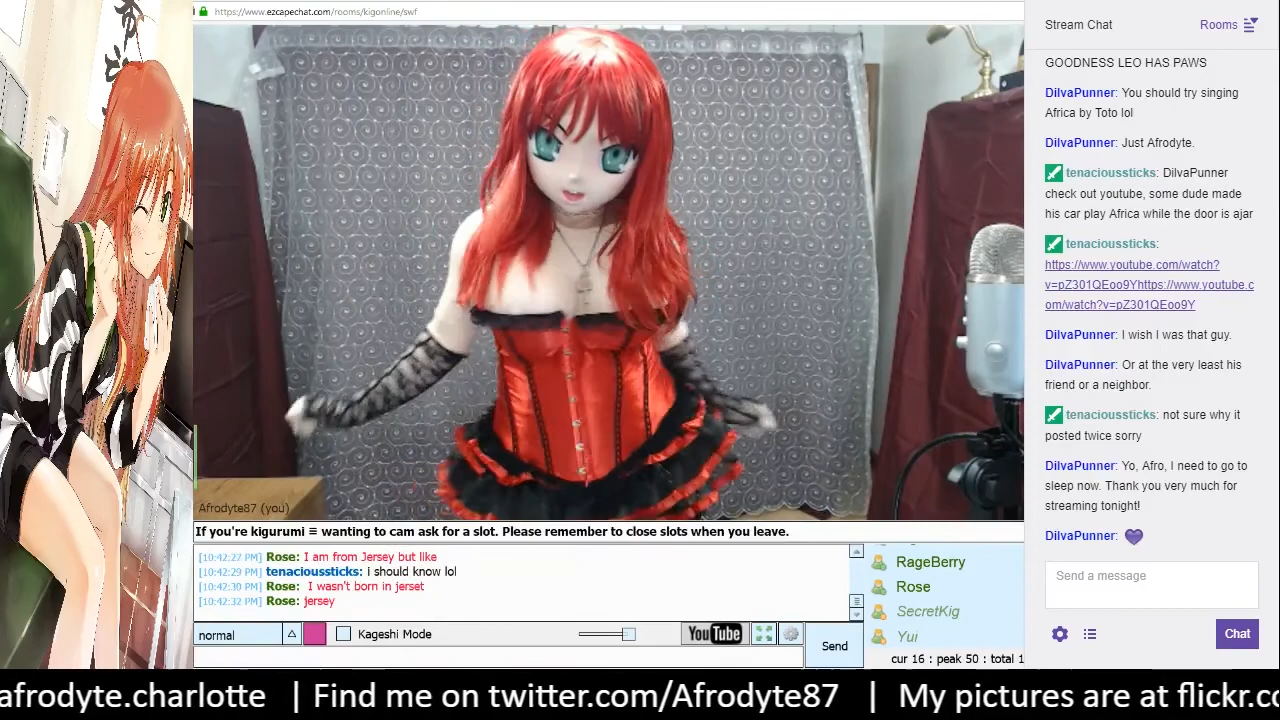 https://www.ezcapechat.com/rooms/kigonline/swf
Afrodyte87 (you)
If you're kigurumi ≡ wanting to cam ask for a slot. Please remember to close slots when you leave.
[10:42:27 PM] Rose: I am from Jersey but like
[10:42:29 PM] tenacioussticks: i should know lol
[10:42:30 PM] Rose: I wasn't born in jerset
[10:42:32 PM] Rose: jersey
RageBerry
Rose
SecretKig
Yui
normal
Kageshi Mode
YouTube
Send
cur 16 : peak 50 : total 1
Stream Chat
Rooms
GOODNESS LEO HAS PAWS
DilvaPunner: You should try singing
Africa by Toto lol
DilvaPunner: Just Afrodyte.
tenacioussticks: DilvaPunner
check out youtube, some dude made
his car play Africa while the door is ajar
tenacioussticks:
https://www.youtube.com/watch?
v=pZ301QEoo9Yhttps://www.youtube.c
om/watch?v=pZ301QEoo9Y
DilvaPunner: I wish I was that guy.
DilvaPunner: Or at the very least his
friend or a neighbor.
tenacioussticks: not sure why it
posted twice sorry
DilvaPunner: Yo, Afro, I need to go to
sleep now. Thank you very much for
streaming tonight!
DilvaPunner:
Send a message
Chat
afrodyte.charlotte | Find me on twitter.com/Afrodyte87 | My pictures are at flickr.co